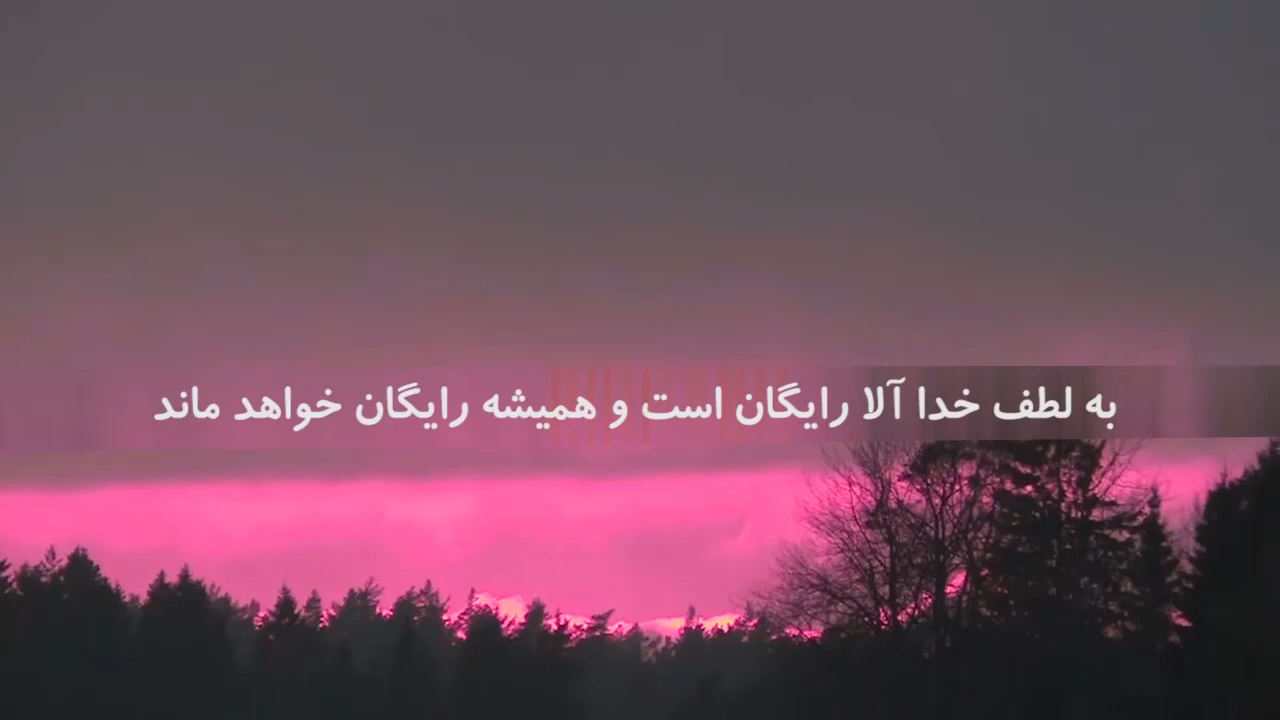 به لطف خدا آلا رایگان است و همیشه رایگان خواهد ماند